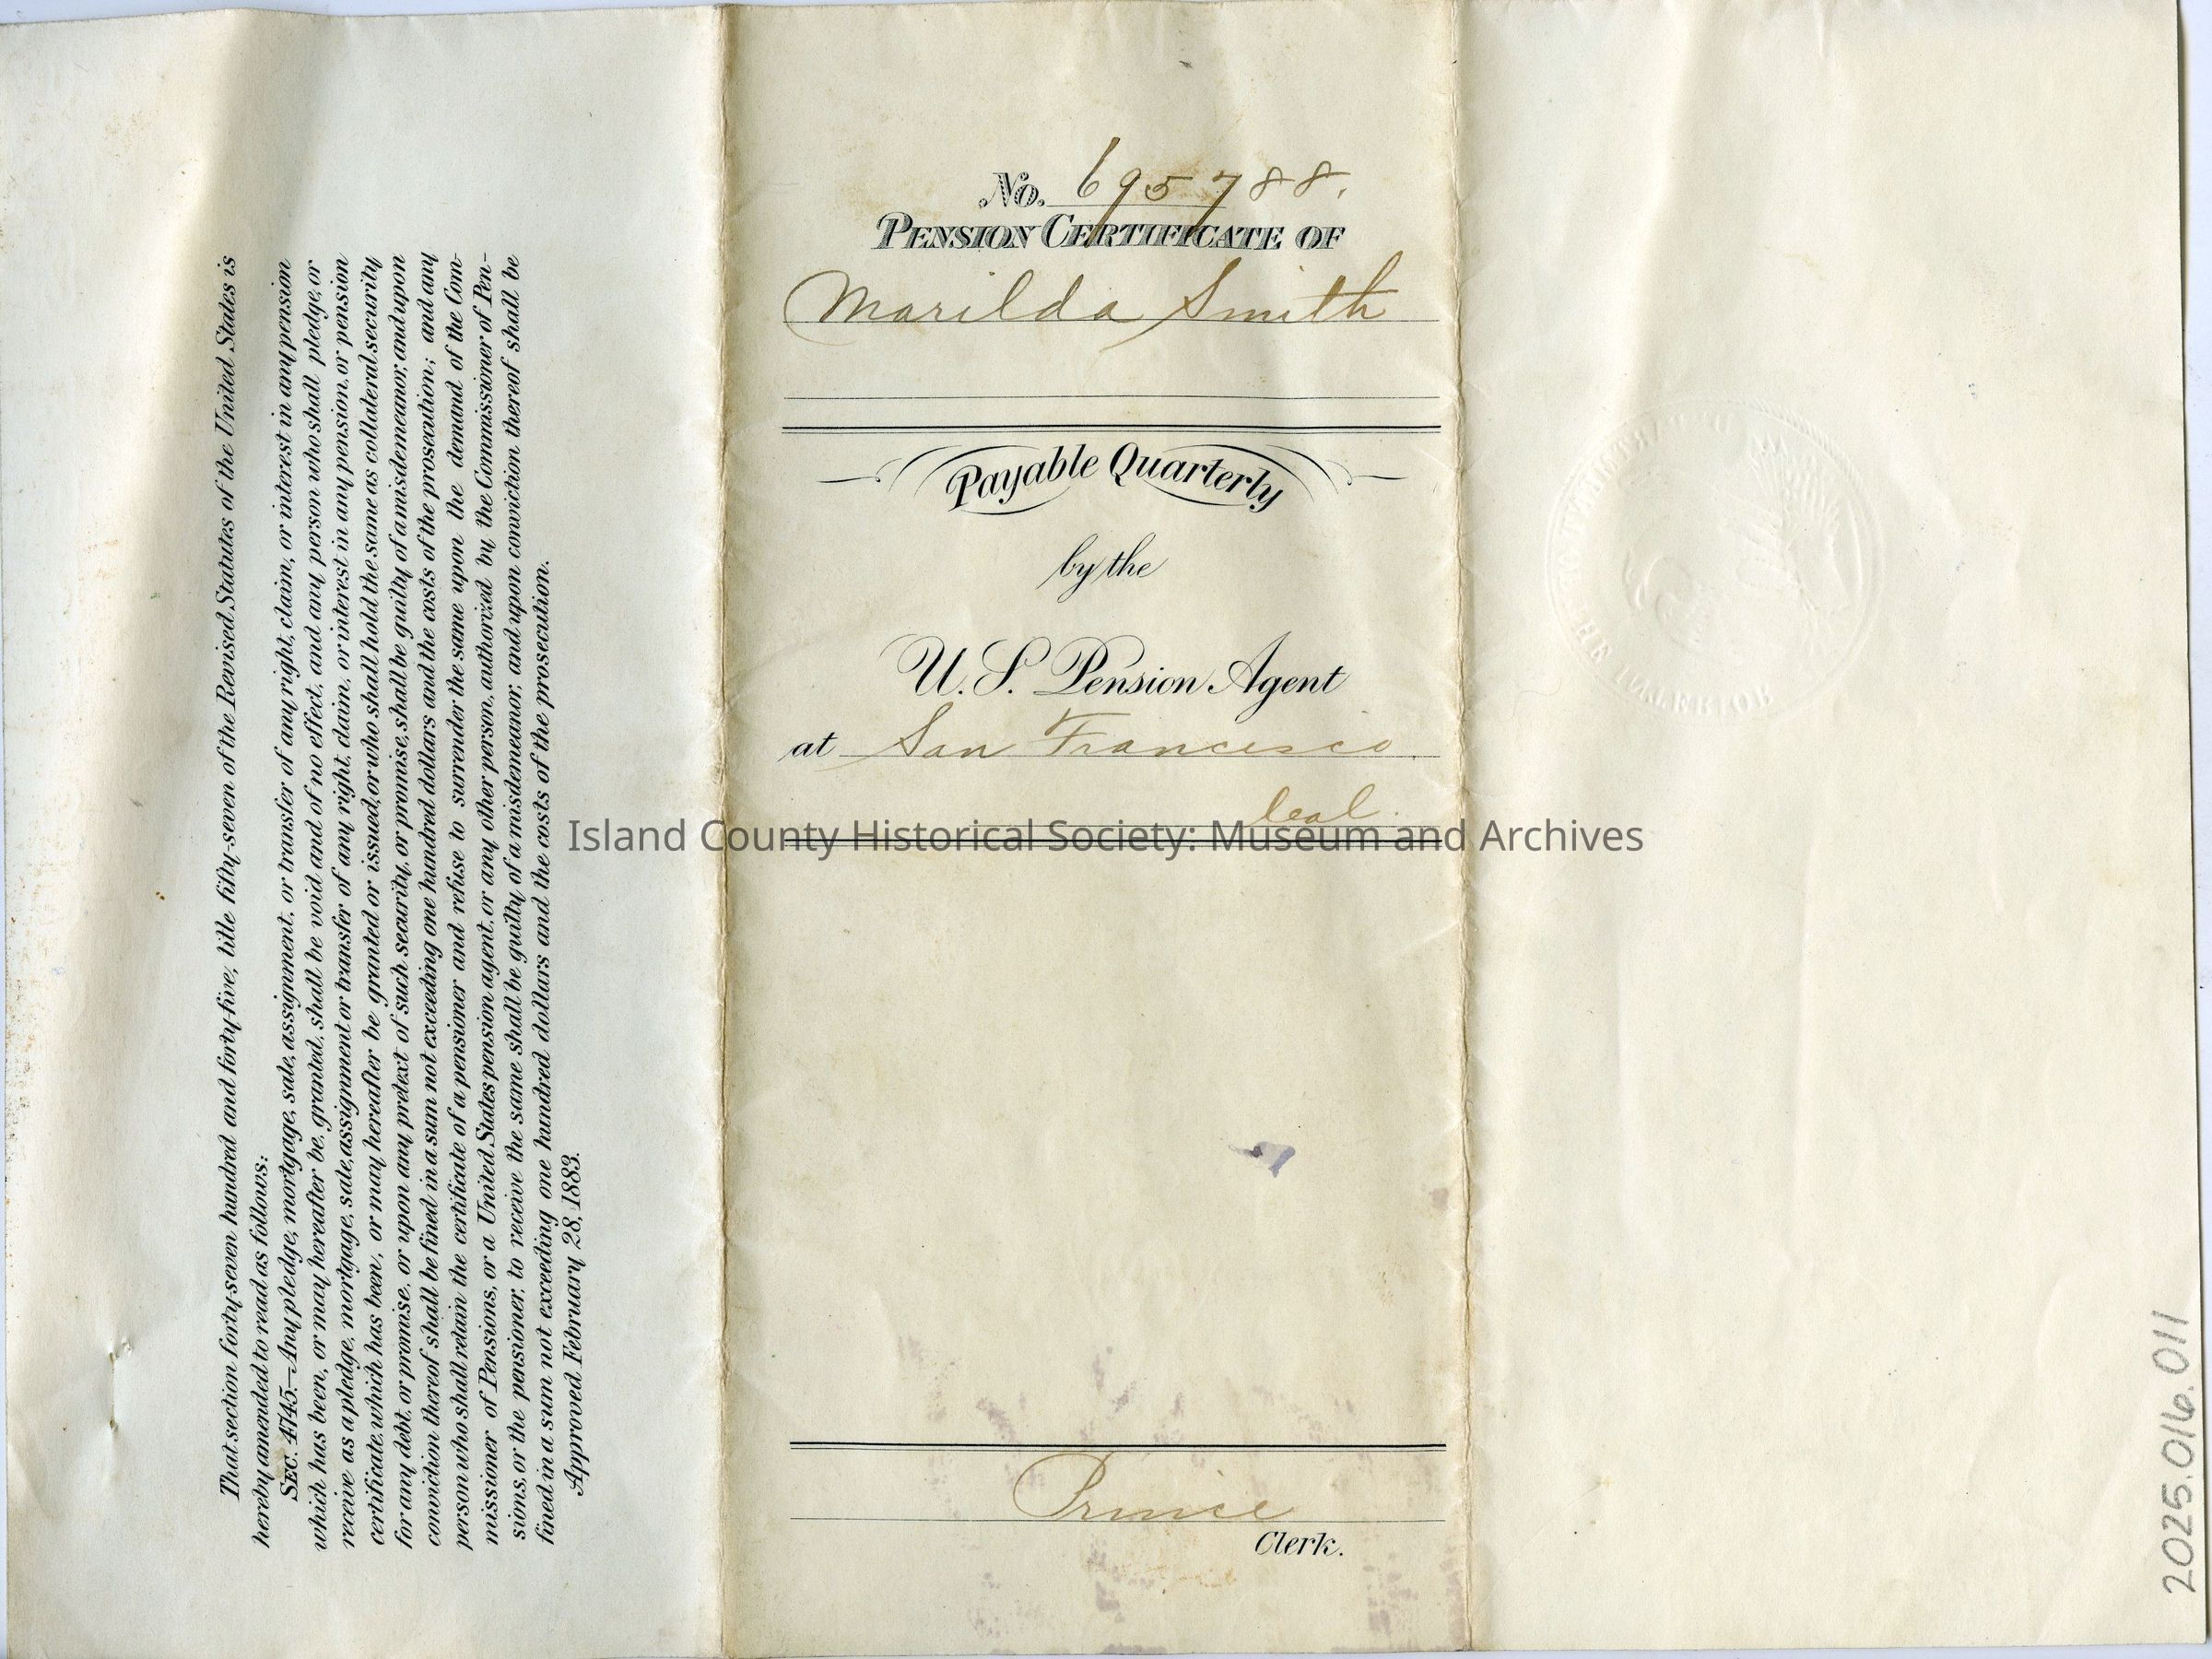 That section forty-seven hundred and forty-five, title fifty-seven of the Revised Statutes of the United States is
hereby amended to read as follows:
SEC. 4745.—Any pledge, mortgage, sale, assignment, or transfer of any right, claim, or interest in any pension
which has been, or may hereafter be, granted, shall be void and of no effect, and any person who shall pledge, or
receive as a pledge, mortgage, sale, assignment or transfer of any right, claim, or interest in any pension, or pension
certificate, which has been, or may hereafter be granted or issued, or who shall hold the same as collateral security
for any debt, or promise, or upon any pretext of such security, or promise, shall be guilty of a misdemeanor; and upon
conviction thereof shall be fined in a sum not exceeding one hundred dollars and the costs of the prosecution; and any
person who shall retain the certificate of a pensioner and refuse to surrender the same upon the demand of the Com-
missioner of Pensions, or a United States pension agent, or any other person, authorized by the Commissioner of Pen-
sions, or the pensioner, to receive the same shall be guilty of a misdemeanor; and upon conviction thereof shall be
fined in a sum not exceeding one hundred dollars and the costs of the prosecution.
Approved February 28, 1883.
No. 695788.
PENSION CERTIFICATE OF
Marilda Smith
Payable Quarterly
by the
U.S. Pension Agent
at San Francisco
Cal.
Island County Historical Society: Museum and Archives
Prince
Clerk.
2025.016.011